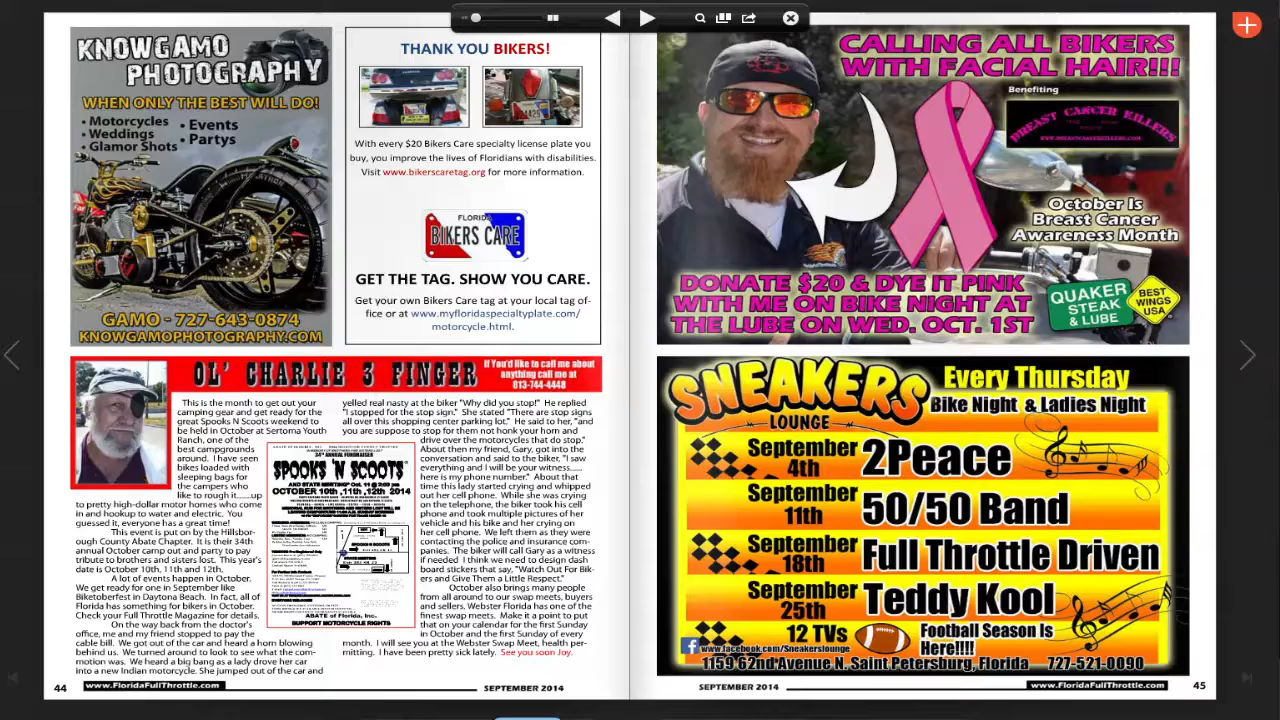 KNOWGAMO
PHOTOGRAPHY
WHEN ONLY THE BEST WILL DO!
• Motorcycles
• Weddings
• Glamor Shots
• Events
• Partys
GAMO - 727-643-0874
KNOWGAMOPHOTOGRAPHY.COM
THANK YOU BIKERS!
With every $20 Bikers Care specialty license plate you
buy, you improve the lives of Floridians with disabilities.
Visit www.bikerscaretag.org for more information.
FLORIDA
BIKERS CARE
GET THE TAG. SHOW YOU CARE.
Get your own Bikers Care tag at your local tag of-
fice or at www.myfloridaspecialtyplate.com/
motorcycle.html.
OL' CHARLIE 3 FINGER
If You'd like to call me about
anything call me at
813-744-4448
This is the month to get out your
camping gear and get ready for the
great Spooks N Scoots weekend to
be held in October at Sertoma Youth
Ranch, one of the
best campgrounds
around. I have seen
bikes loaded with
sleeping bags for
the campers who
like to rough it......up
to pretty high-dollar motor homes who come
in and hookup to water and electric. You
guessed it, everyone has a great time!
This event is put on by the Hillsbor-
ough County Abate Chapter. It is their 34th
annual October camp out and party to pay
tribute to brothers and sisters lost. This year's
date is October 10th, 11th and 12th.
A lot of events happen in October.
We get ready for one in September like
Biketoberfest in Daytona Beach. In fact, all of
Florida has something for bikers in October.
Check your Full Throttle Magazine for details.
On the way back from the doctor's
office, me and my friend stopped to pay the
cable bill. We got out of the car and heard a horn blowing
behind us. We turned around to look to see what the com-
motion was. We heard a big bang as a lady drove her car
into a new Indian motorcycle. She jumped out of the car and
yelled real nasty at the biker "Why did you stop!" He replied
"I stopped for the stop sign." She stated "There are stop signs
all over this shopping center parking lot." He said to her, "and
you are suppose to stop for them not honk your horn and
drive over the motorcycles that do stop."
About then my friend, Gary, got into the
conversation and said to the biker, "I saw
everything and I will be your witness......
here is my phone number." About that
time this lady started crying and whipped
out her cell phone. While she was crying
on the telephone, the biker took his cell
phone and took multiple pictures of her
vehicle and his bike and her crying on
her cell phone. We left them as they were
contacting the police and insurance com-
panies. The biker will call Gary as a witness
if needed! I think we need to design dash
board stickers that say, "Watch Out For Bik-
ers and Give Them a Little Respect."
October also brings many people
from all around to swap meets, buyers
and sellers. Webster Florida has one of the
biggest swap meets. Make it a point to put
that on your calendar for the first Sunday
in October and the first Sunday of every
month. I will see you at the Webster Swap Meet, health per-
mitting. I have been pretty sick lately. See you soon Joy.
SPOOKS 'N SCOOTS
OCTOBER 10th ,11th ,12th 2014
ABATE of Florida, Inc.
SUPPORT MOTORCYCLE RIGHTS
44
www.FloridaFullThrottle.com
SEPTEMBER 2014
CALLING ALL BIKERS
WITH FACIAL HAIR!!!
Benefiting
BREAST CANCER KILLERS
October Is
Breast Cancer
Awareness Month
DONATE $20 & DYE IT PINK
WITH ME ON BIKE NIGHT AT
THE LUBE ON WED. OCT. 1ST
QUAKER
STEAK
& LUBE
BEST
WINGS
USA
SNEAKERS
LOUNGE
Every Thursday
Bike Night & Ladies Night
September
4th
2Peace
September
11th
50/50 Band
September
18th
Full Throttle Driven
September
25th
Teddy Kool
12 TVs
Football Season Is
Here!!!!
www.facebook.com/Sneakerslounge
1159 62nd Avenue N, Saint Petersburg, Florida 727-521-0090
SEPTEMBER 2014
www.FloridaFullThrottle.com
45